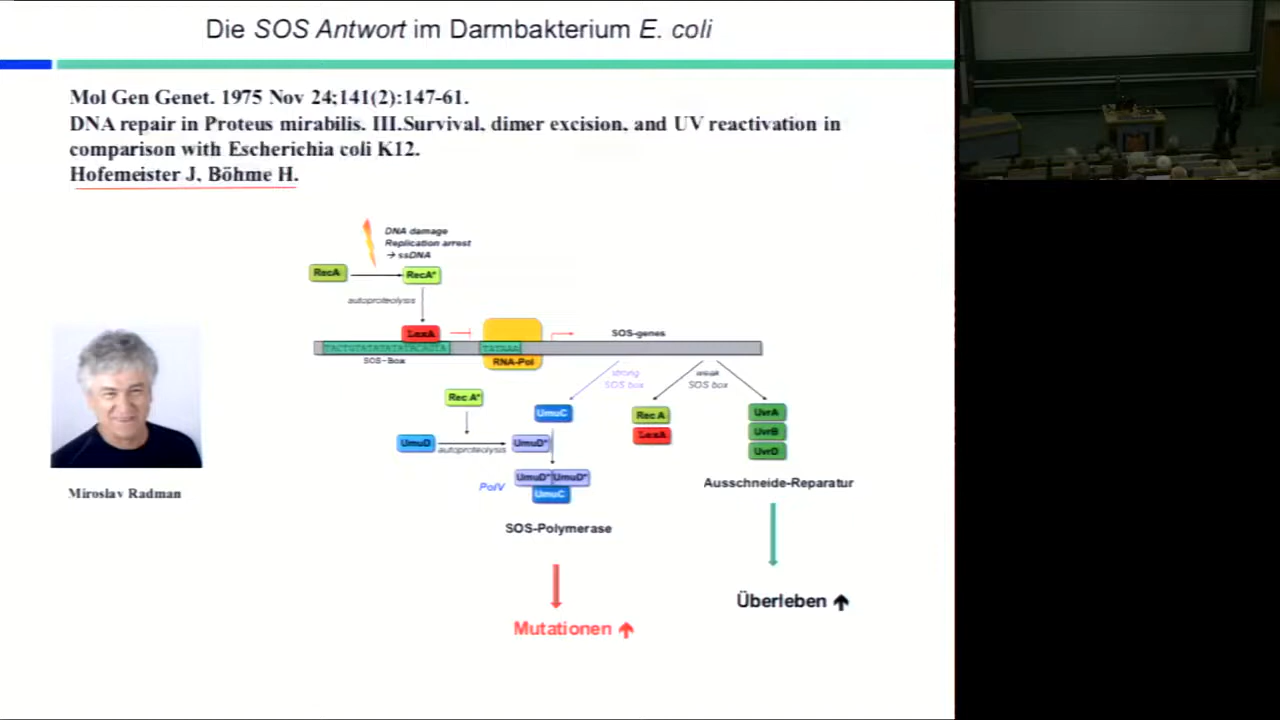 Die SOS Antwort im Darmbakterium E. coli
Mol Gen Genet. 1975 Nov 24;141(2):147-61.
DNA repair in Proteus mirabilis. III.Survival, dimer excision, and UV reactivation in
comparison with Escherichia coli K12.
Hofemeister J, Böhme H.
DNA damage
Replication arrest
→ ssDNA
RecA
RecA*
autoproteolysis
LexA
SOS-genes
TATAAA
SOS-Box
RNA-Pol
strong
SOS box
weak
SOS box
Rec A*
UmuC
Rec A
LexA
UvrA
UvrB
UvrD
UmuD
autoproteolysis
UmuD*
PolV
UmuD*
UmuD*
UmuC
Ausschneide-Reparatur
Miroslav Radman
SOS-Polymerase
Überleben ↑
Mutationen ↑